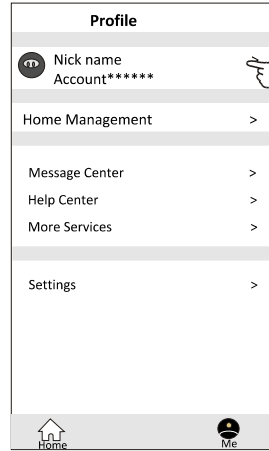 Profile
Nick name
Account******
Home Management >
Message Center >
Help Center >
More Services >
Settings >
Home Me